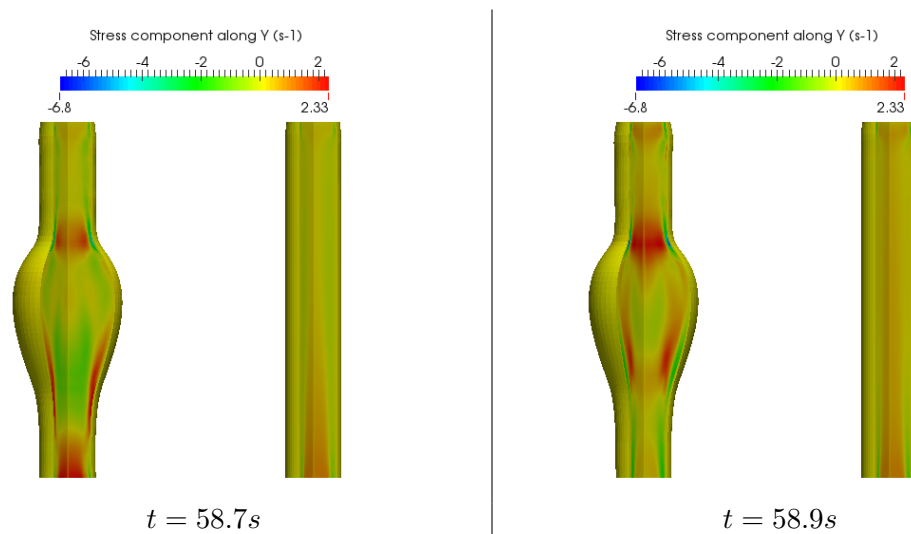 Stress component along Y (s-1)
-6 -4 -2 0 2
-6.8 2.33
t = 58.7s
Stress component along Y (s-1)
-6 -4 -2 0 2
-6.8 2.33
t = 58.9s